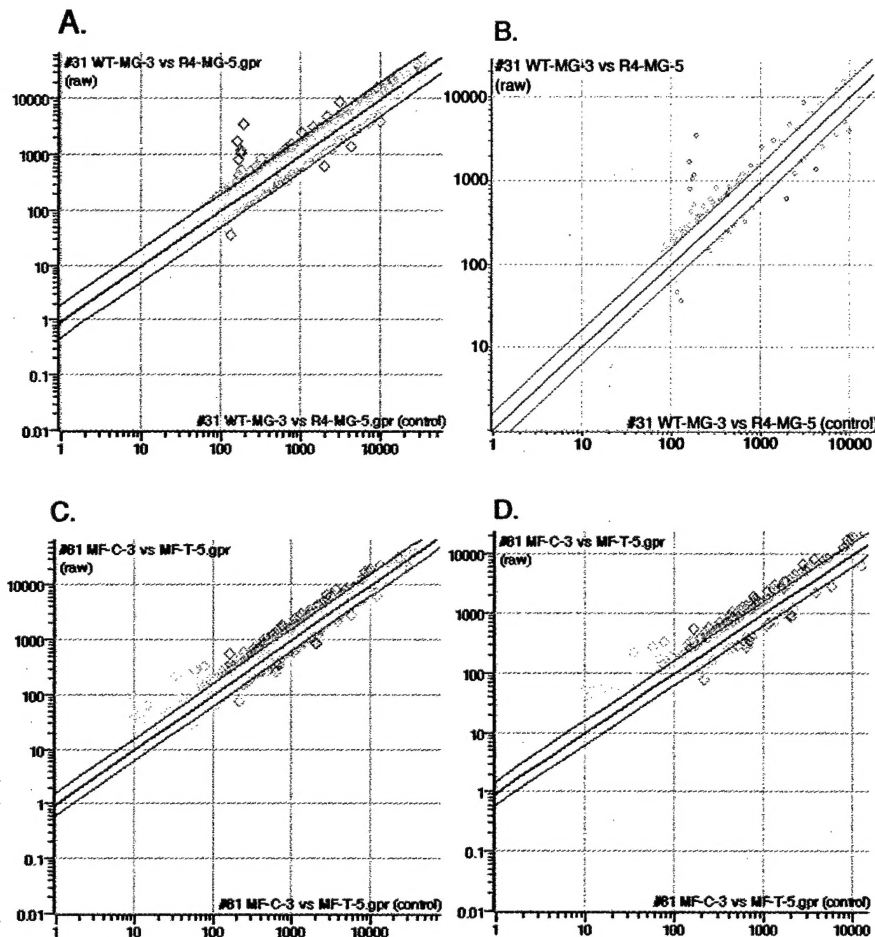 A.
#31 WT-MG-3 vs R4-MG-5.gpr
(raw)
10000
1000
100
10
1
0.1
0.01
#31 WT-MG-3 vs R4-MG-5.gpr (control)
1 10 100 1000 10000
B.
#31 WT-MG-3 vs R4-MG-5
(raw)
10000
1000
100
10
#31 WT-MG-3 vs R4-MG-5 (control)
1 10 100 1000 10000
C.
#81 MF-C-3 vs MF-T-5.gpr
(raw)
10000
1000
100
10
1
0.1
0.01
#81 MF-C-3 vs MF-T-5.gpr (control)
1 10 100 1000 10000
D.
#81 MF-C-3 vs MF-T-5.gpr
(raw)
10000
1000
100
10
1
0.1
0.01
#81 MF-C-3 vs MF-T-5.gpr (control)
1 10 100 1000 10000